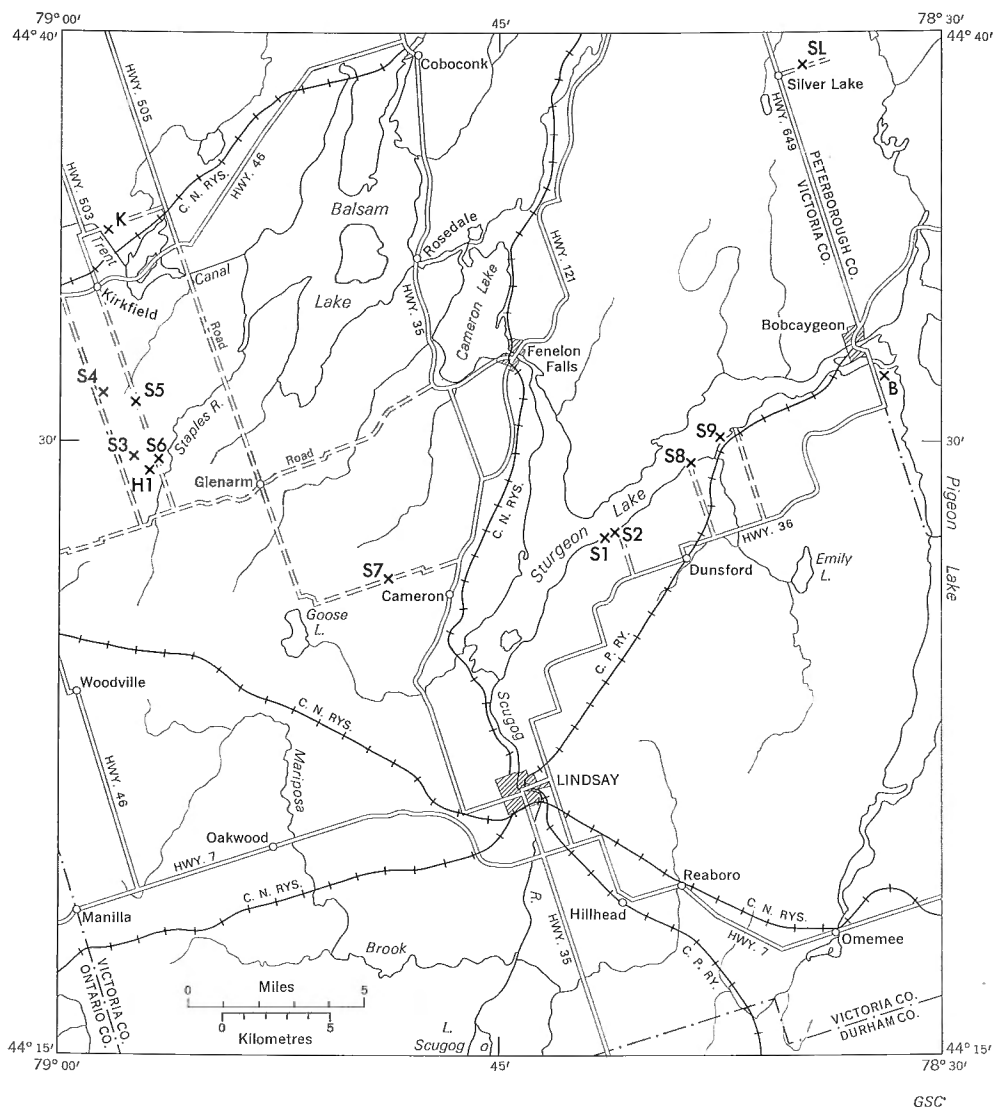 79° 00′
45′
78° 30′
44° 40′
44° 40′
HWY. 505
Coboconk
SL
Silver Lake
HWY. 649
PETERBOROUGH CO.
VICTORIA CO.
C. N. RYS.
HWY. 46
HWY. 503
K
Trent
Balsam
Lake
Rosedale
HWY. 121
Canal
Kirkfield
Road
HWY. 35
Cameron Lake
Bobcaygeon
Fenelon
Falls
B
S4
S5
Staples R.
S3
S6
H1
30′
Glenarm
Road
S9
S8
30′
C. N. RYS.
Sturgeon Lake
S1
S2
HWY. 36
Pigeon Lake
S7
Cameron
Dunsford
Emily
L.
Goose
L.
C. P. RY.
Woodville
C. N. RYS.
Scugog
HWY. 46
Mariposa
LINDSAY
Oakwood
HWY. 7
C. N. RYS.
Manilla
Reaboro
R.
Hillhead
C. N. RYS.
HWY. 7
Omemee
HWY. 35
C. P. RY.
Brook
VICTORIA CO.
ONTARIO CO.
0 Miles 5
0 5
Kilometres
VICTORIA CO.
DURHAM CO.
L.
Scugog
44° 15′
44° 15′
79° 00′
45′
78° 30′
GSC